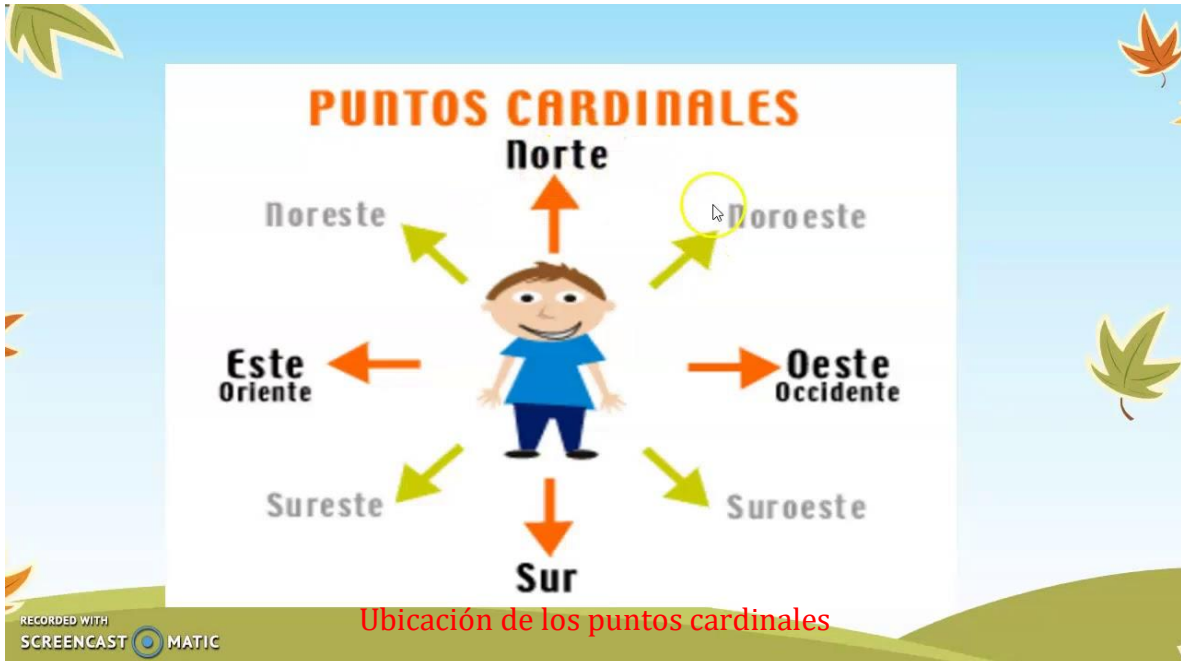 PUNTOS CARDINALES
Norte
Noreste
Noroeste
Este
Oriente
Oeste
Occidente
Sureste
Suroeste
Sur
Ubicación de los puntos cardinales
RECORDED WITH
SCREENCAST MATIC